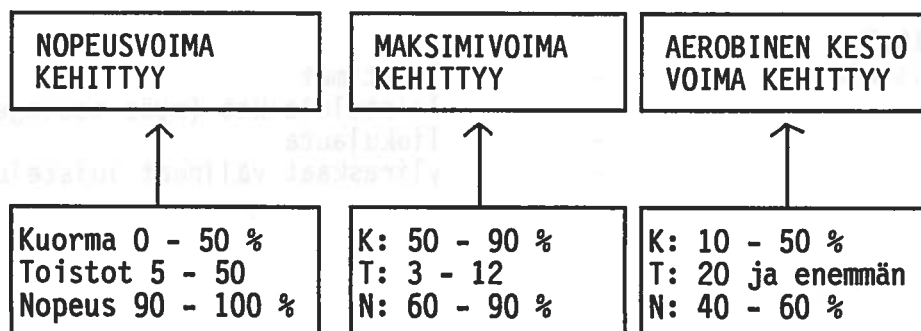 NOPEUSVOIMA
KEHITTYY
MAKSIMIVOIMA
KEHITTYY
AEROBINEN KESTO
VOIMA KEHITTYY
Kuorma 0 - 50 %
Toistot 5 - 50
Nopeus 90 - 100 %
K: 50 - 90 %
T: 3 - 12
N: 60 - 90 %
K: 10 - 50 %
T: 20 ja enemmän
N: 40 - 60 %